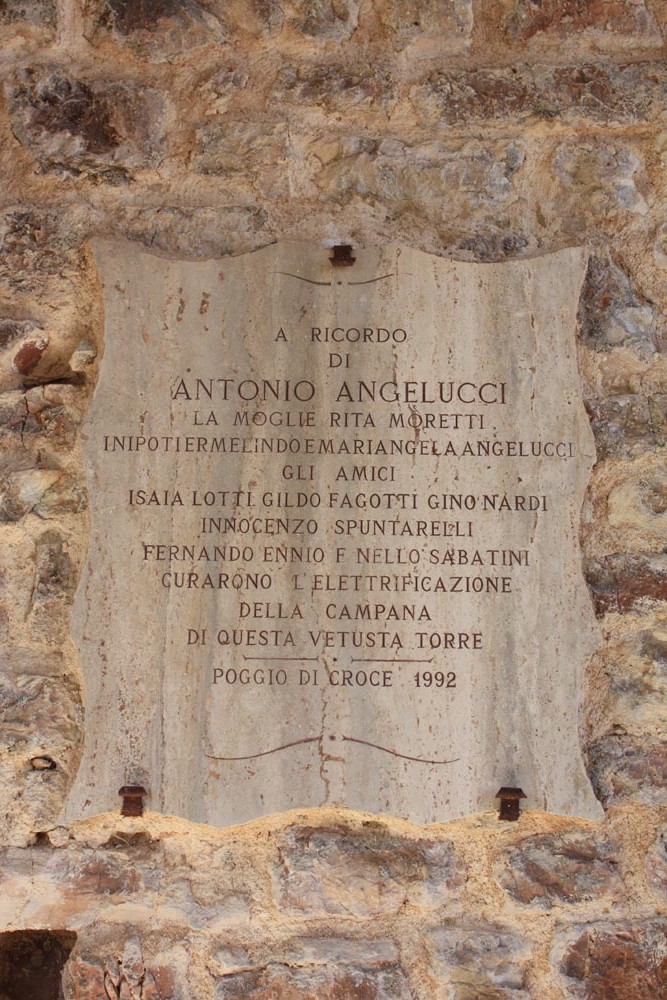 A RICORDO
DI
ANTONIO ANGELUCCI
LA MOGLIE RITA MORETTI
I NIPOTI ERMELINDO E MARIANGELA ANGELUCCI
GLI AMICI
ISAIA LOTTI GILDO FAGOTTI GINO NARDI
INNOCENZO SPUNTARELLI
FERNANDO ENNIO E NELLO SABATINI
CURARONO L'ELETTRIFICAZIONE
DELLA CAMPANA
DI QUESTA VETUSTA TORRE
POGGIO DI CROCE 1992